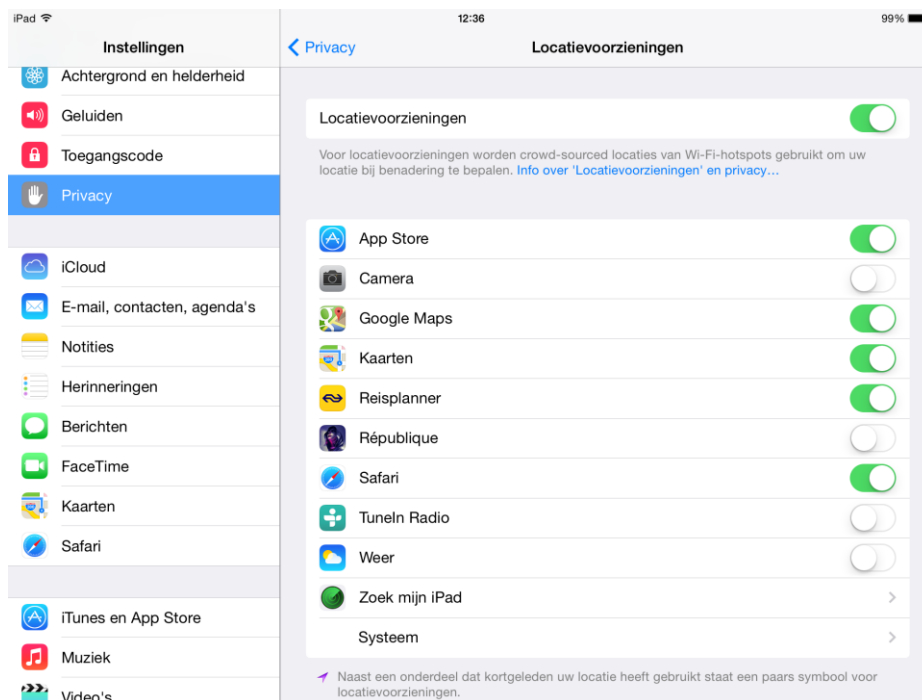 iPad 12:36 99%
Instellingen
Privacy Locatievoorzieningen
Achtergrond en helderheid
Geluiden
Toegangscode
Privacy
iCloud
E-mail, contacten, agenda's
Notities
Herinneringen
Berichten
FaceTime
Kaarten
Safari
iTunes en App Store
Muziek
Video's
Locatievoorzieningen
Voor locatievoorzieningen worden crowd-sourced locaties van Wi-Fi-hotspots gebruikt om uw
locatie bij benadering te bepalen. Info over 'Locatievoorzieningen' en privacy…
App Store
Camera
Google Maps
Kaarten
Reisplanner
République
Safari
TuneIn Radio
Weer
Zoek mijn iPad
Systeem
Naast een onderdeel dat kortgeleden uw locatie heeft gebruikt staat een paars symbool voor
locatievoorzieningen.